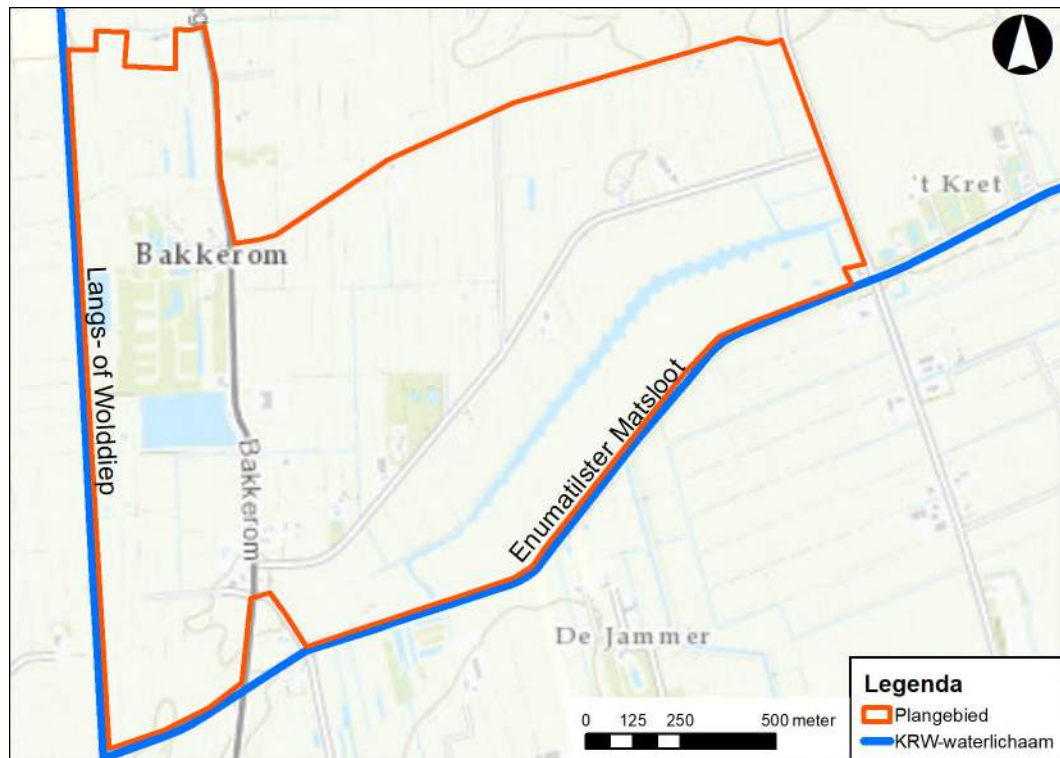 't Kret
Bakkerom
Langs- of Wolddiep
Bakkerom
Enumatilster Matsloot
De Jammer
0 125 250 500 meter
Legenda
Plangebied
KRW-waterlichaam